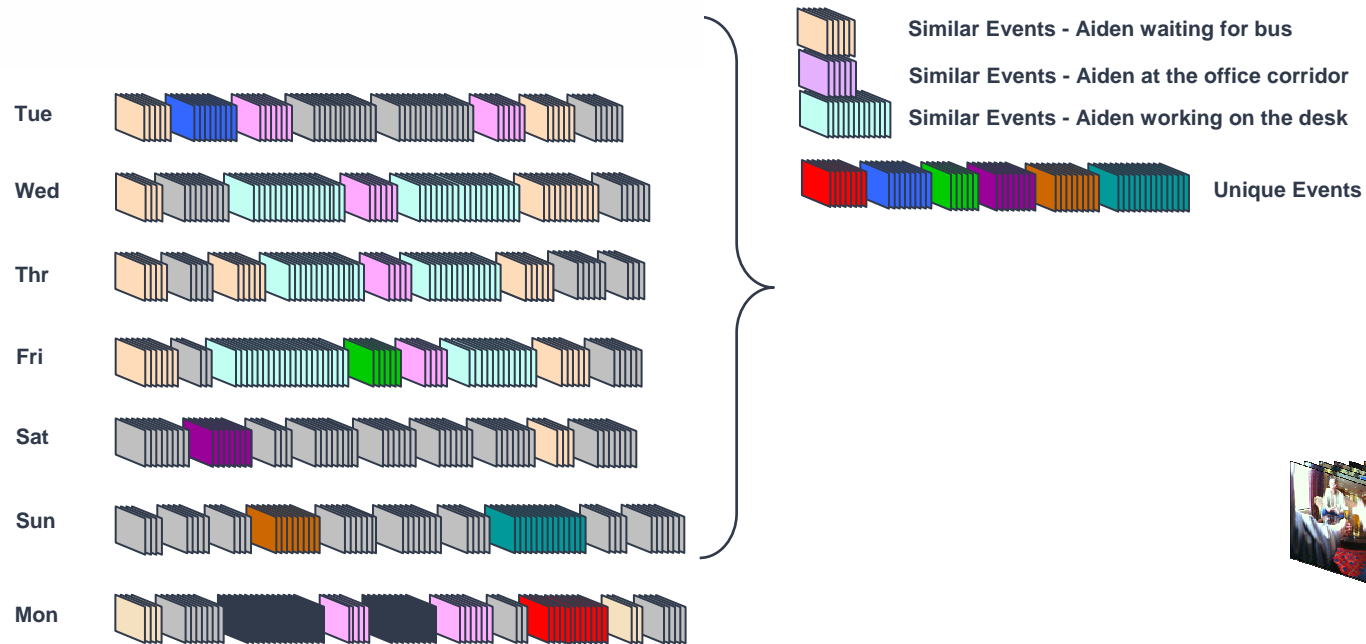 Similar Events - Aiden waiting for bus
Similar Events - Aiden at the office corridor
Similar Events - Aiden working on the desk
Unique Events
Tue
Wed
Thr
Fri
Sat
Sun
Mon